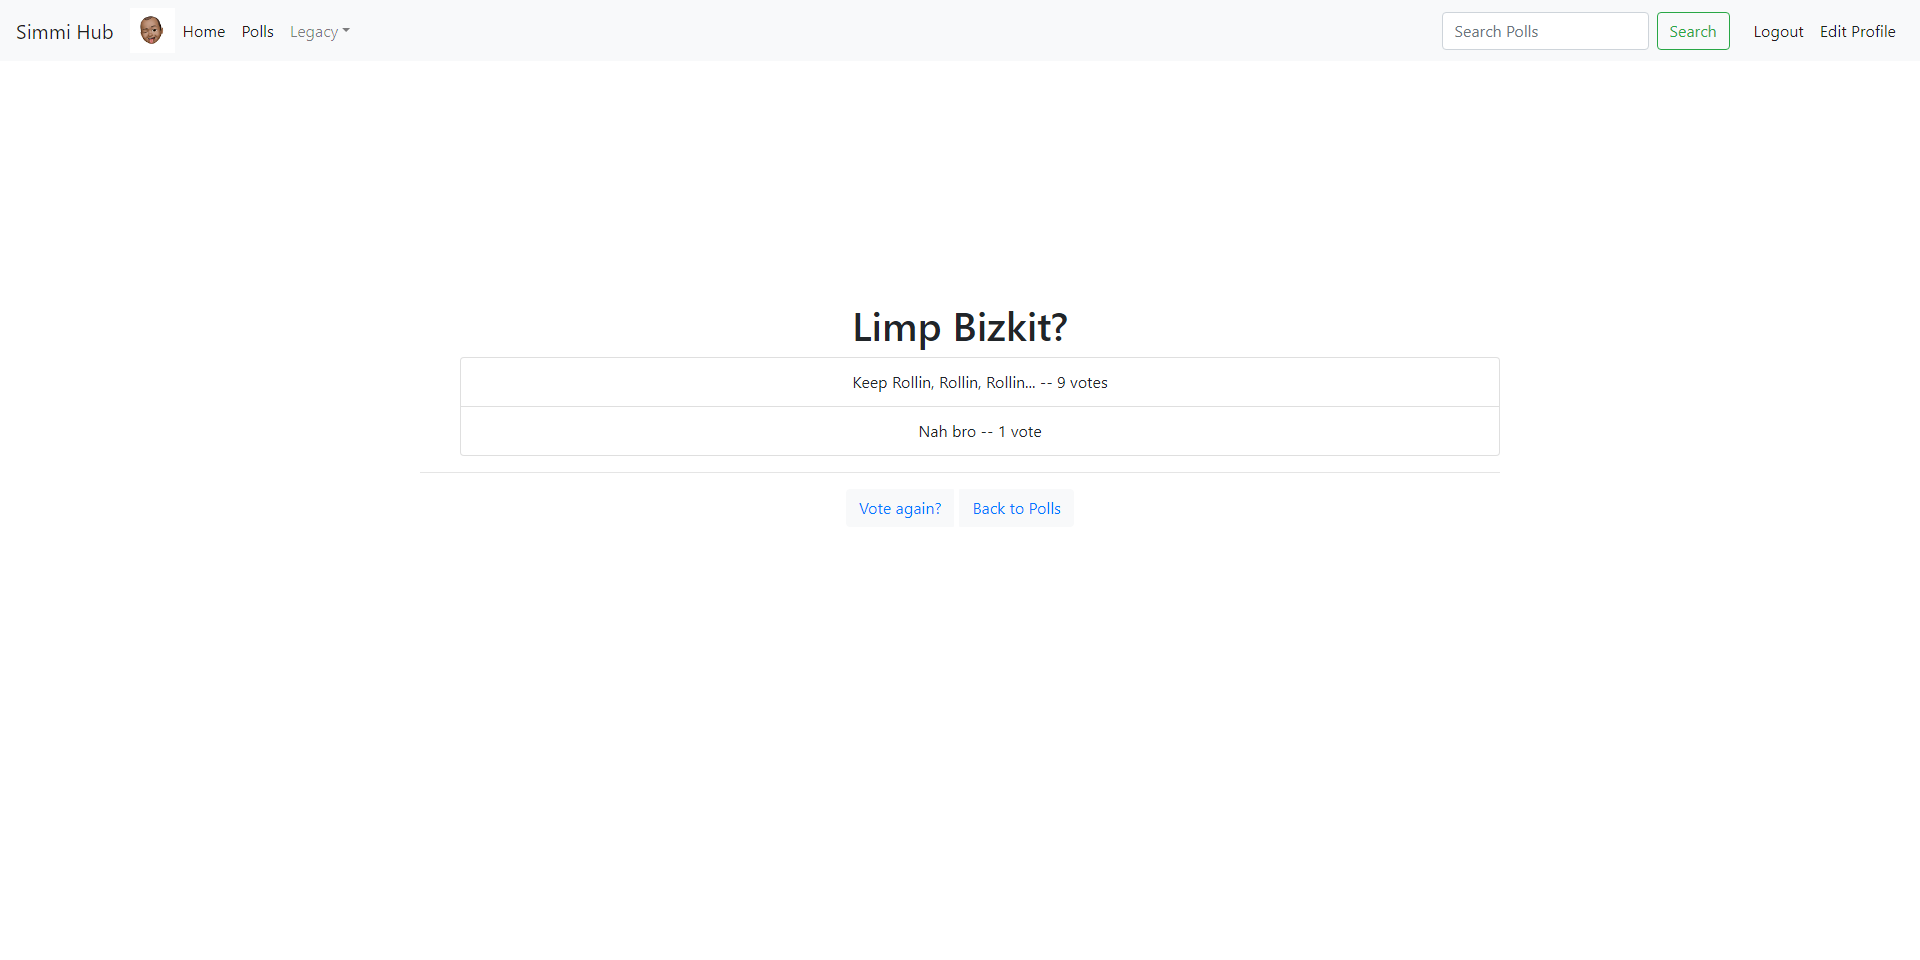 Simmi Hub Home Polls Legacy Search Polls Search Logout Edit Profile
Limp Bizkit?
Keep Rollin, Rollin, Rollin... -- 9 votes
Nah bro -- 1 vote
Vote again? Back to Polls